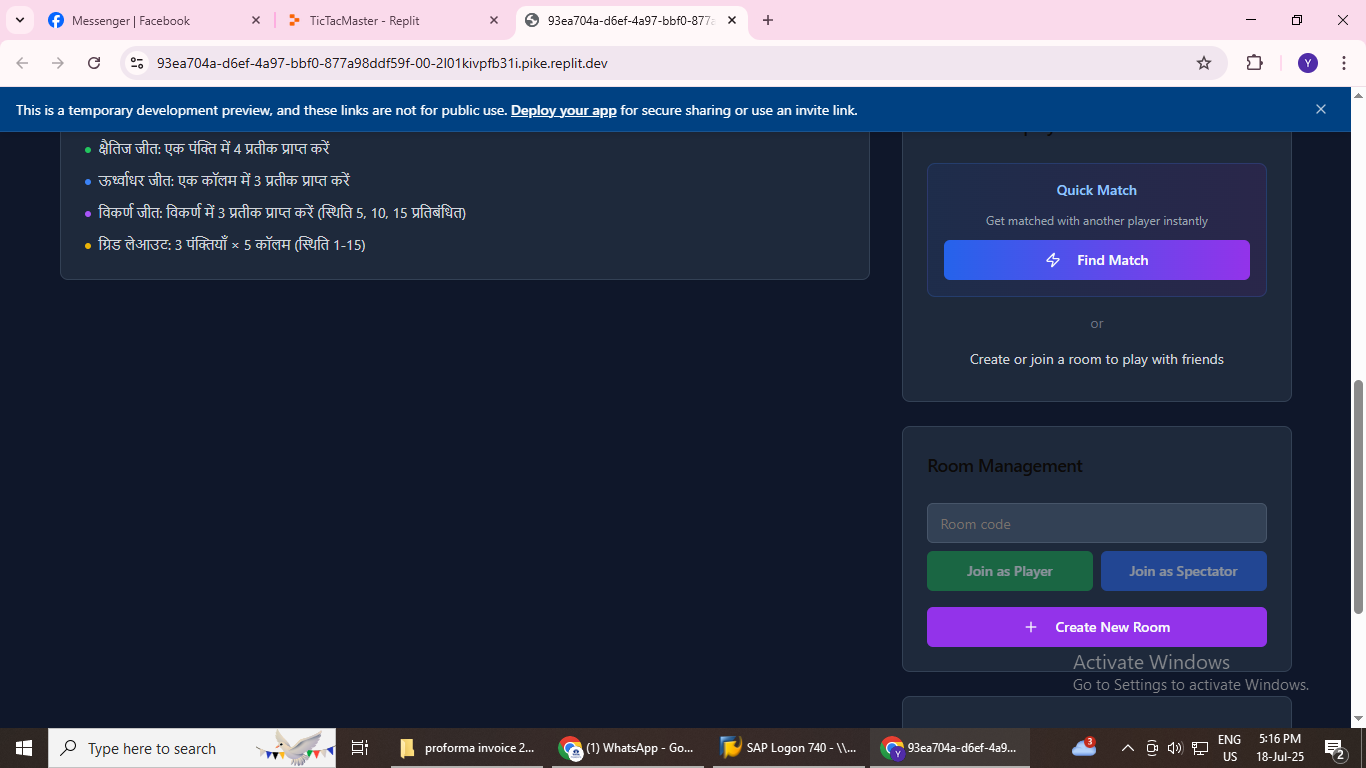 Messenger | Facebook
TicTacMaster - Replit
93ea704a-d6ef-4a97-bbf0-877a
93ea704a-d6ef-4a97-bbf0-877a98ddf59f-00-2l01kivpfb31i.pike.replit.dev
Y
This is a temporary development preview, and these links are not for public use. Deploy your app for secure sharing or use an invite link.
क्षैतिज जीत: एक पंक्ति में 4 प्रतीक प्राप्त करें
ऊर्ध्वाधर जीत: एक कॉलम में 3 प्रतीक प्राप्त करें
विकर्ण जीत: विकर्ण में 3 प्रतीक प्राप्त करें (स्थिति 5, 10, 15 प्रतिबंधित)
ग्रिड लेआउट: 3 पंक्तियाँ × 5 कॉलम (स्थिति 1-15)
Quick Match
Get matched with another player instantly
Find Match
or
Create or join a room to play with friends
Room Management
Room code
Join as Player
Join as Spectator
+ Create New Room
Activate Windows
Go to Settings to activate Windows.
Type here to search
proforma invoice 2...
(1) WhatsApp - Go...
SAP Logon 740 - \\...
93ea704a-d6ef-4a9...
3
ENG
US
5:16 PM
18-Jul-25
2